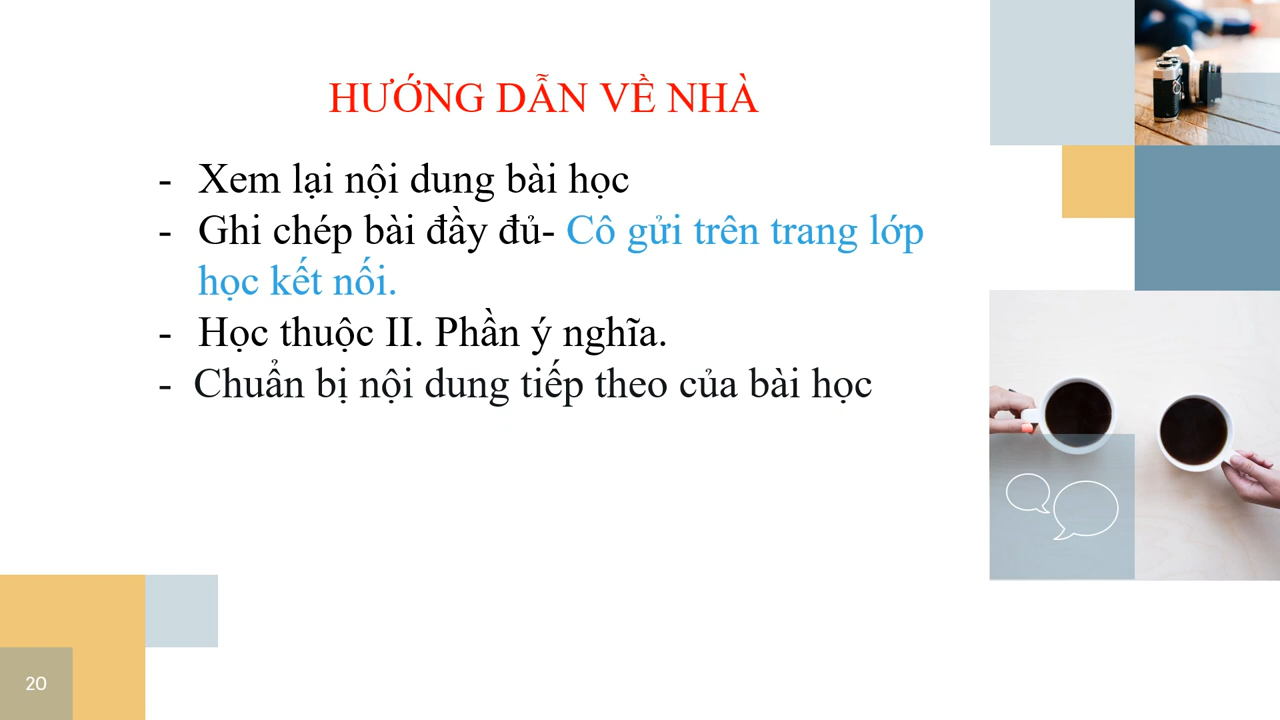 HƯỚNG DẪN VỀ NHÀ
- Xem lại nội dung bài học
- Ghi chép bài đầy đủ- Cô gửi trên trang lớp
học kết nối.
- Học thuộc II. Phần ý nghĩa.
- Chuẩn bị nội dung tiếp theo của bài học
20